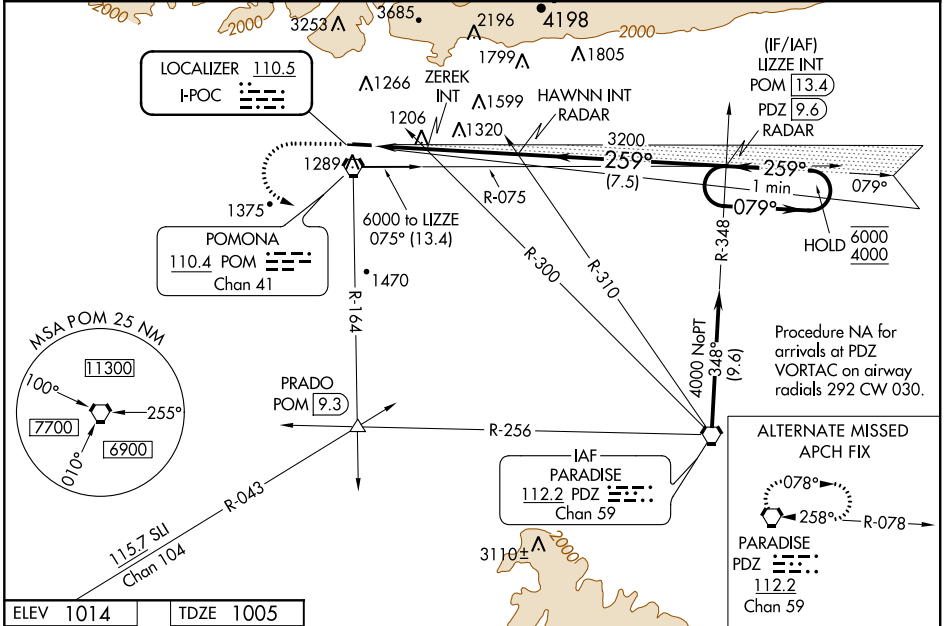 2000
3253
3685
2196
4198
2000
1799
1805
LOCALIZER 110.5
I-POC
1266
ZEREK
INT
1599
HAWNN INT
RADAR
(IF/IAF)
LIZZE INT
POM 13.4
PDZ 9.6
RADAR
1206
1320
3200
259°
(7.5)
259°
1 min
079°
079°
1289
R-075
1375
6000 to LIZZE
075° (13.4)
HOLD 6000
4000
POMONA
110.4 POM
Chan 41
1470
R-164
R-300
R-310
R-348
4000 NoPT
348°
(9.6)
MSA POM 25 NM
11300
100°
255°
7700
6900
010°
Procedure NA for
arrivals at PDZ
VORTAC on airway
radials 292 CW 030.
PRADO
POM 9.3
R-256
R-043
115.7 SLI
Chan 104
IAF
PARADISE
112.2 PDZ
Chan 59
3110±
2000
ALTERNATE MISSED
APCH FIX
078°
258°
R-078
PARADISE
PDZ
112.2
Chan 59
ELEV 1014
TDZE 1005